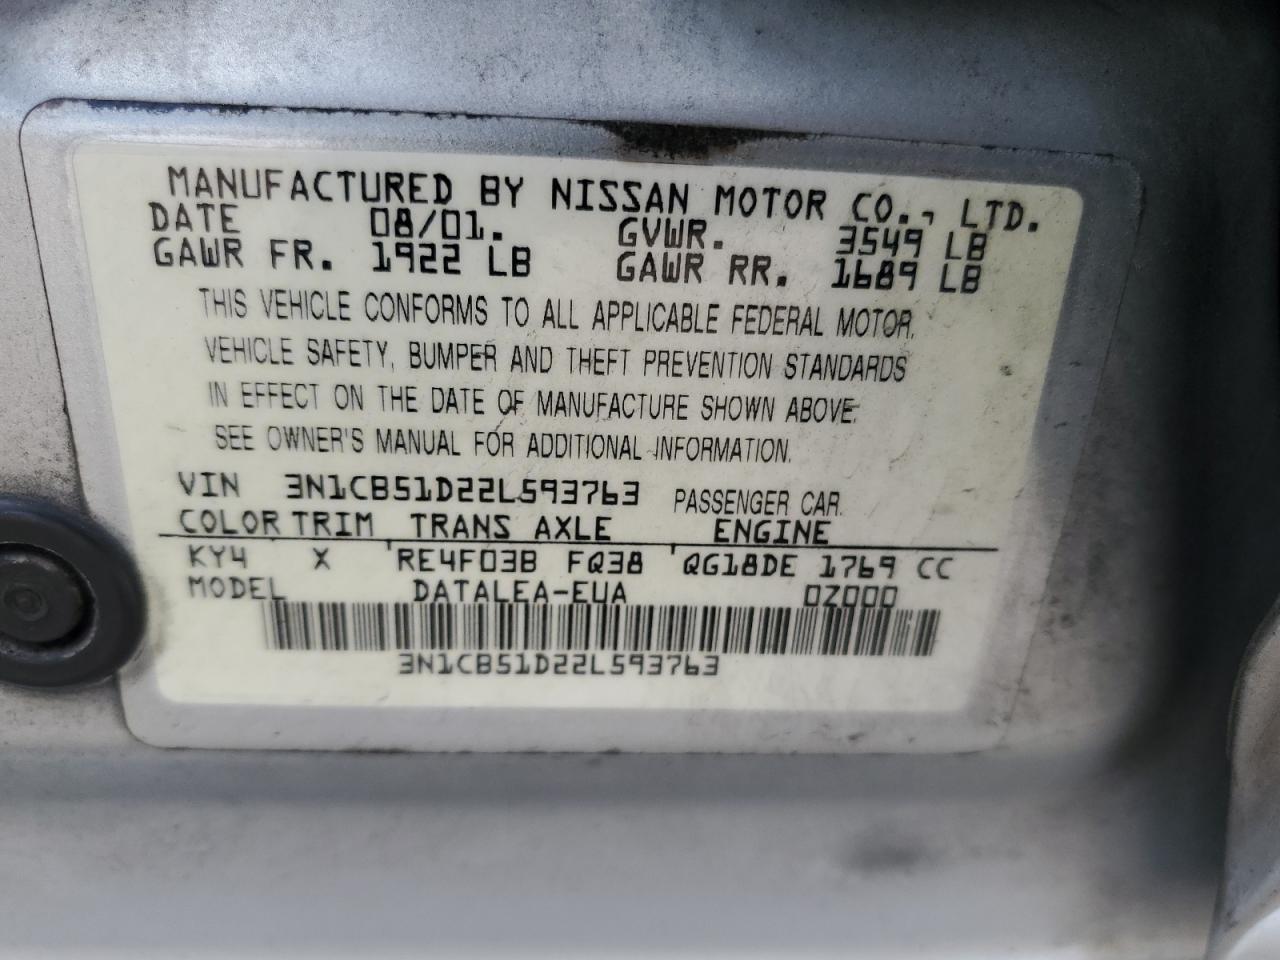 MANUFACTURED BY NISSAN MOTOR CO., LTD.
DATE 08/01. GVWR. 3549 LB
GAWR FR. 1922 LB GAWR RR. 1689 LB
THIS VEHICLE CONFORMS TO ALL APPLICABLE FEDERAL MOTOR
VEHICLE SAFETY, BUMPER AND THEFT PREVENTION STANDARDS
IN EFFECT ON THE DATE OF MANUFACTURE SHOWN ABOVE.
SEE OWNER'S MANUAL FOR ADDITIONAL INFORMATION.
VIN 3N1CB51D22L593763 PASSENGER CAR.
COLOR TRIM TRANS AXLE ENGINE
KY4 X RE4F03B FQ38 QG18DE 1769 CC
MODEL DATALEA-EUA 0Z000
3N1CB51D22L593763